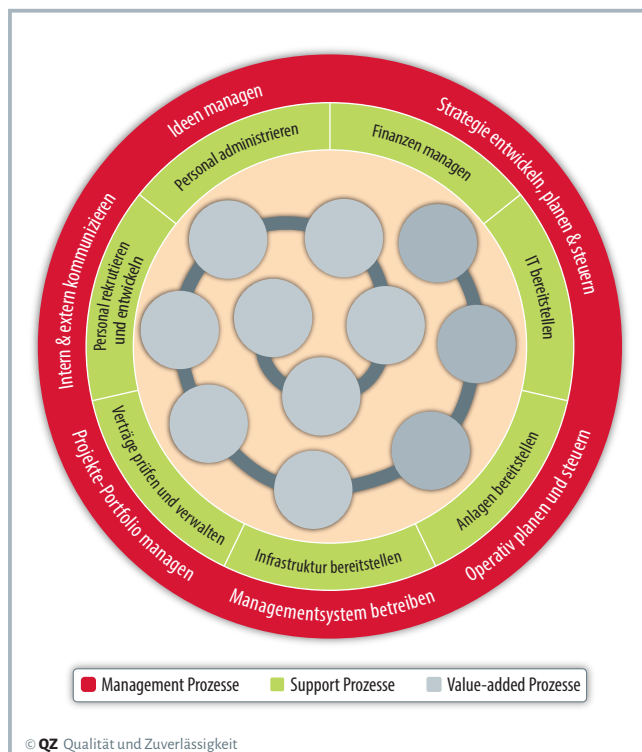 Ideen managen
Strategie entwickeln, planen & steuern
Operativ planen und steuern
Managementsystem betreiben
Projekte-Portfolio managen
Intern & extern kommunizieren
Personal administrieren
Finanzen managen
IT bereitstellen
Anlagen bereitstellen
Infrastruktur bereitstellen
Verträge prüfen und verwalten
Personal rekrutieren
und entwickeln
Management Prozesse
Support Prozesse
Value-added Prozesse
© QZ Qualität und Zuverlässigkeit